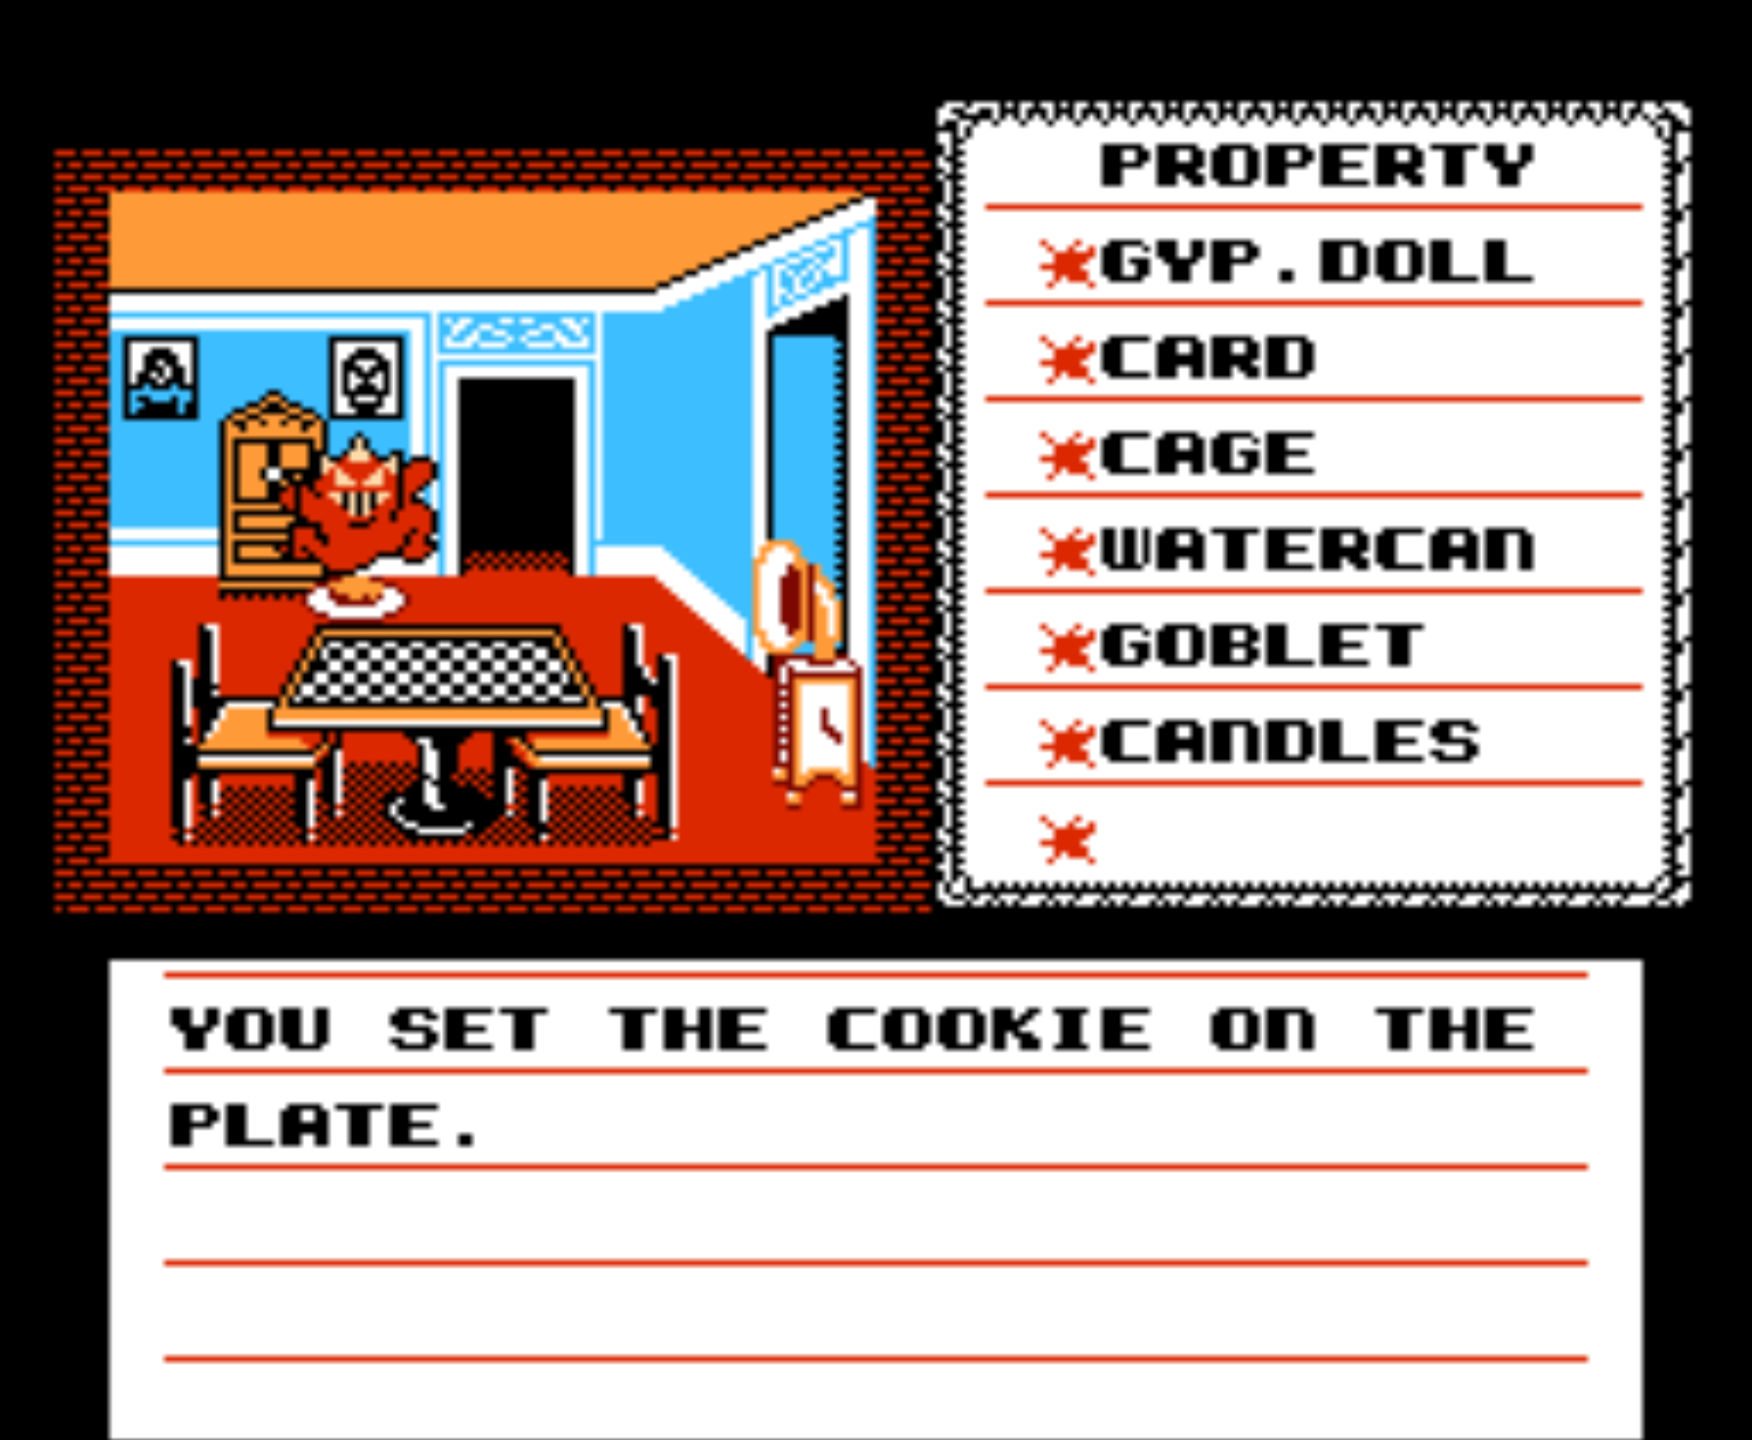 PROPERTY
GYP.DOLL
CARD
CAGE
WATERCAN
GOBLET
CANDLES
YOU SET THE COOKIE ON THE
PLATE.